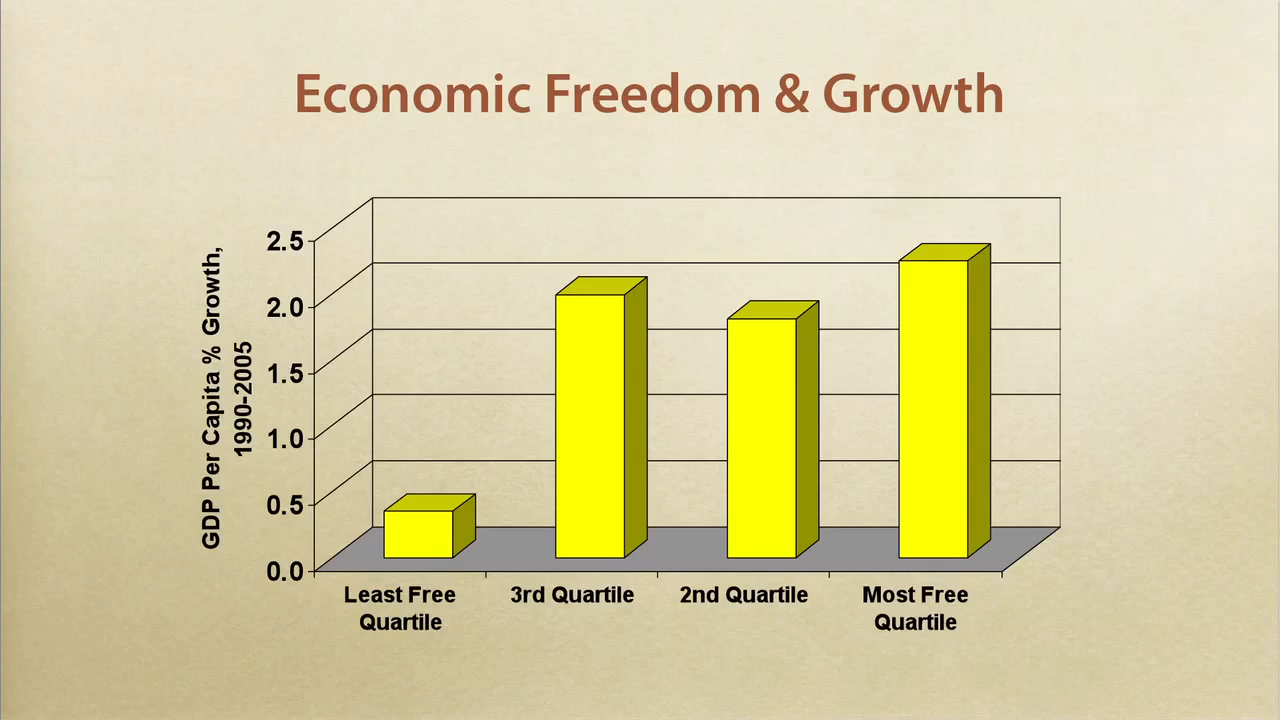 Economic Freedom & Growth
GDP Per Capita % Growth,
1990-2005
2.5
2.0
1.5
1.0
0.5
0.0
Least Free
Quartile
3rd Quartile
2nd Quartile
Most Free
Quartile